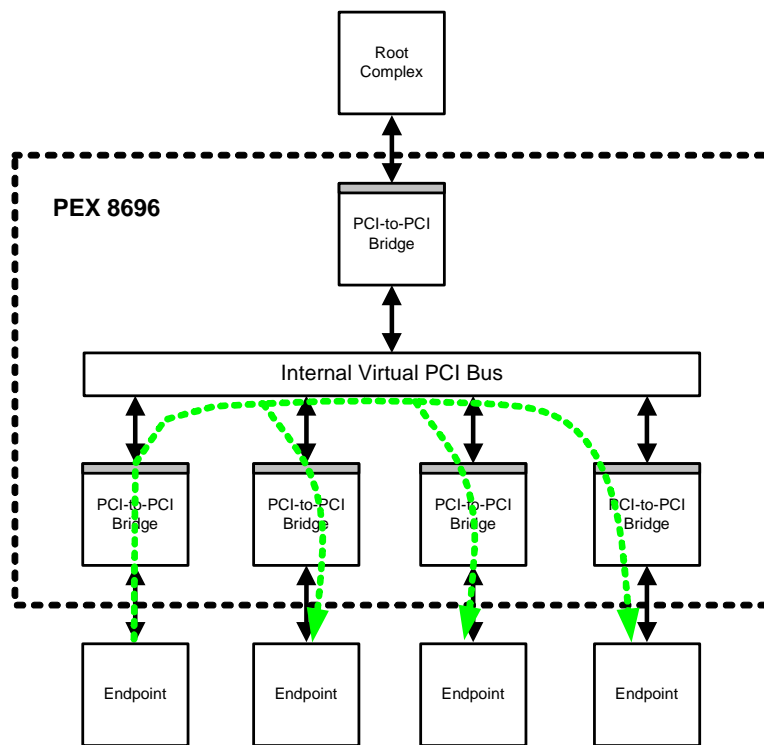 Root
Complex
PEX 8696
PCI-to-PCI
Bridge
Internal Virtual PCI Bus
PCI-to-PCI
Bridge
PCI-to-PCI
Bridge
PCI-to-PCI
Bridge
PCI-to-PCI
Bridge
Endpoint
Endpoint
Endpoint
Endpoint